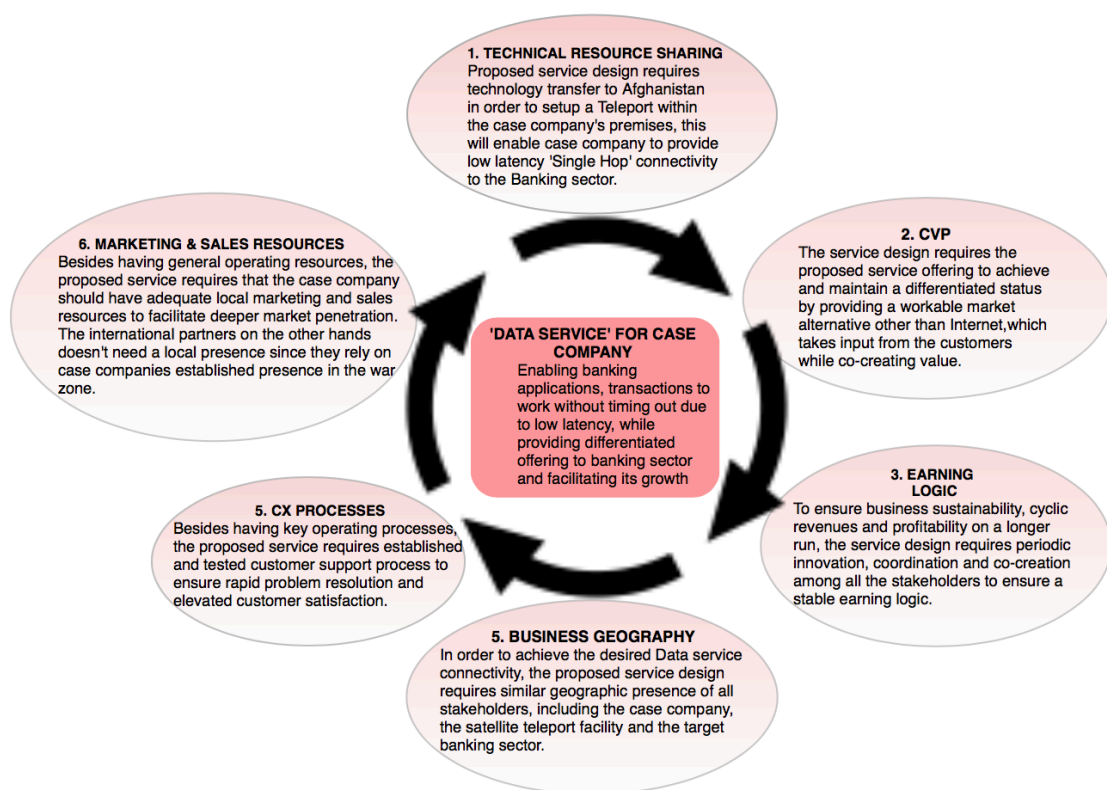 1. TECHNICAL RESOURCE SHARING
Proposed service design requires
technology transfer to Afghanistan
in order to setup a Teleport within
the case company's premises, this
will enable case company to provide
low latency 'Single Hop' connectivity
to the Banking sector.
2. CVP
The service design requires the
proposed service offering to achieve
and maintain a differentiated status
by providing a workable market
alternative other than Internet,which
takes input from the customers
while co-creating value.
3. EARNING
LOGIC
To ensure business sustainability, cyclic
revenues and profitability on a longer
run, the service design requires periodic
innovation, coordination and co-creation
among all the stakeholders to ensure a
stable earning logic.
5. BUSINESS GEOGRAPHY
In order to achieve the desired Data service
connectivity, the proposed service design
requires similar geographic presence of all
stakeholders, including the case company,
the satellite teleport facility and the target
banking sector.
5. CX PROCESSES
Besides having key operating processes,
the proposed service requires established
and tested customer support process to
ensure rapid problem resolution and
elevated customer satisfaction.
6. MARKETING & SALES RESOURCES
Besides having general operating resources, the
proposed service requires that the case company
should have adequate local marketing and sales
resources to facilitate deeper market penetration.
The international partners on the other hands
doesn't need a local presence since they rely on
case companies established presence in the war
zone.
'DATA SERVICE' FOR CASE
COMPANY
Enabling banking
applications, transactions to
work without timing out due
to low latency, while
providing differentiated
offering to banking sector
and facilitating its growth